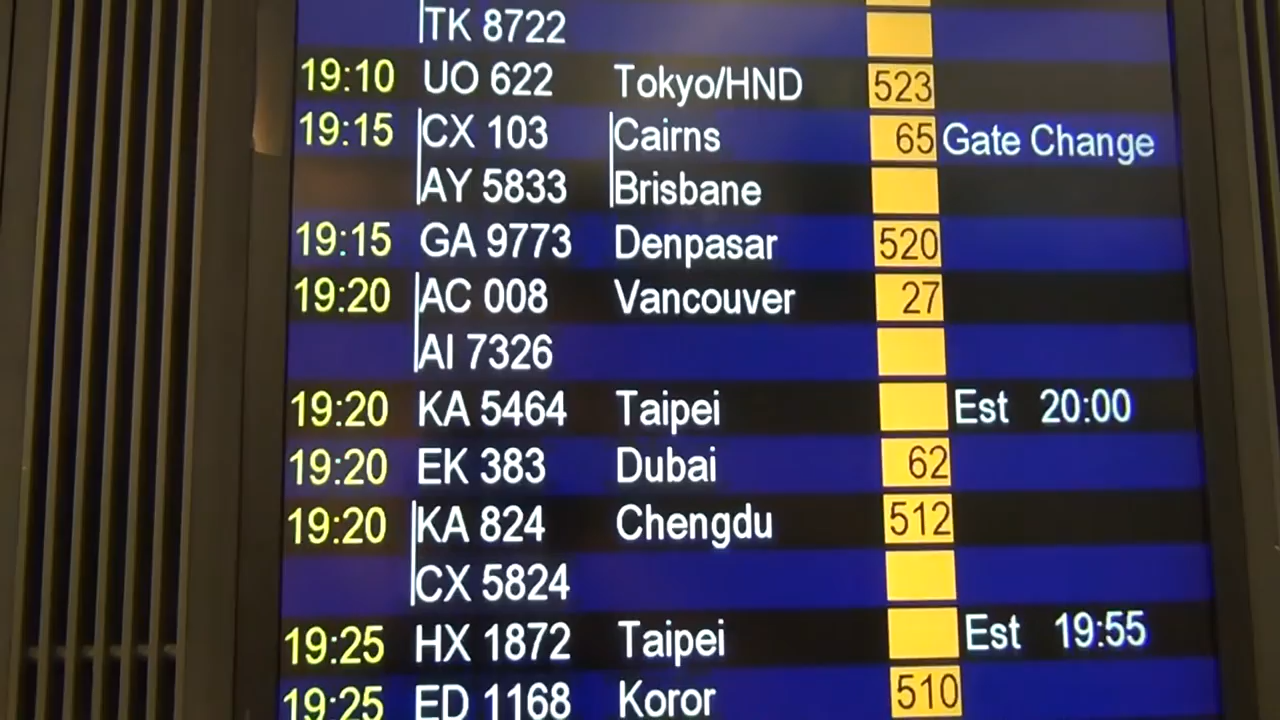 TK 8722
19:10 UO 622 Tokyo/HND 523
19:15 CX 103 Cairns 65 Gate Change
AY 5833 Brisbane
19:15 GA 9773 Denpasar 520
19:20 AC 008 Vancouver 27
AI 7326
19:20 KA 5464 Taipei Est 20:00
19:20 EK 383 Dubai 62
19:20 KA 824 Chengdu 512
CX 5824
19:25 HX 1872 Taipei Est 19:55
19:25 ED 1168 Koror 510